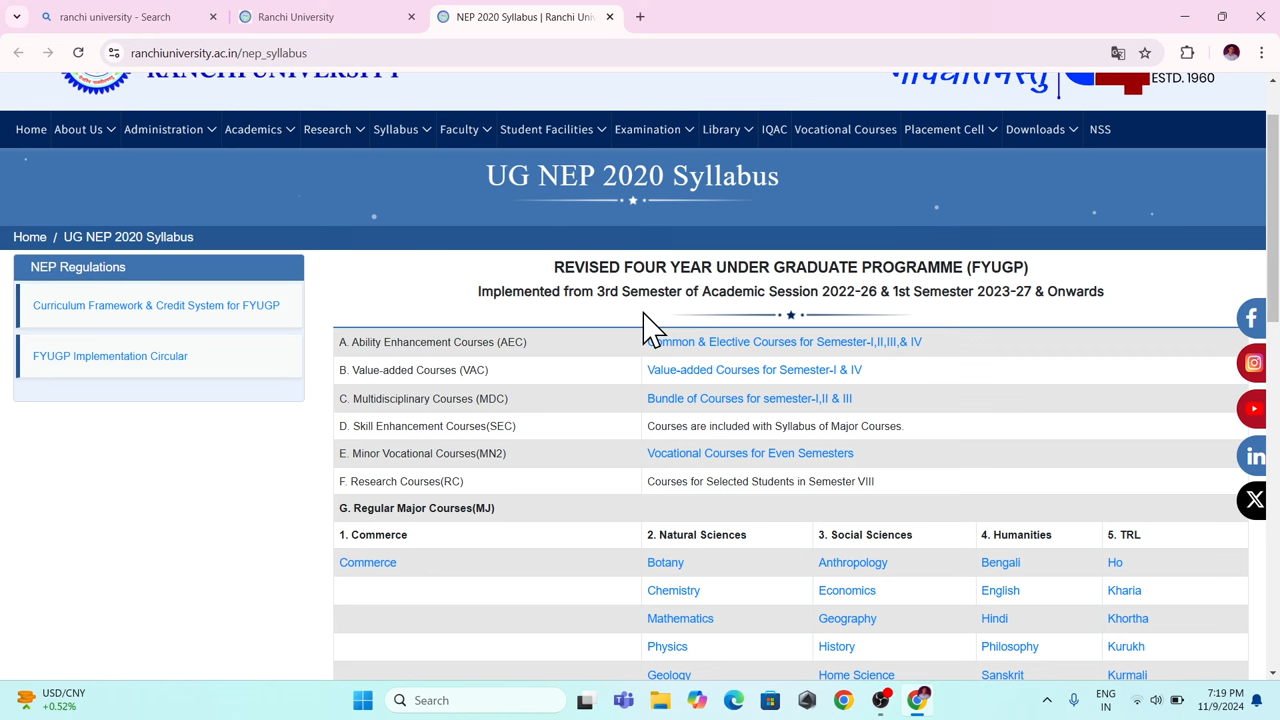 ranchi university - Search
Ranchi University
NEP 2020 Syllabus | Ranchi Uni
ranchiuniversity.ac.in/nep_syllabus
RANCHI UNIVERSITY
ESTD. 1960
Home About Us Administration Academics Research Syllabus Faculty Student Facilities Examination Library IQAC Vocational Courses Placement Cell Downloads NSS
UG NEP 2020 Syllabus
Home / UG NEP 2020 Syllabus
NEP Regulations
Curriculum Framework & Credit System for FYUGP
FYUGP Implementation Circular
REVISED FOUR YEAR UNDER GRADUATE PROGRAMME (FYUGP)
Implemented from 3rd Semester of Academic Session 2022-26 & 1st Semester 2023-27 & Onwards
A. Ability Enhancement Courses (AEC) Common & Elective Courses for Semester-I,II,III,& IV
B. Value-added Courses (VAC) Value-added Courses for Semester-I & IV
C. Multidisciplinary Courses (MDC) Bundle of Courses for semester-I,II & III
D. Skill Enhancement Courses(SEC) Courses are included with Syllabus of Major Courses.
E. Minor Vocational Courses(MN2) Vocational Courses for Even Semesters
F. Research Courses(RC) Courses for Selected Students in Semester VIII
G. Regular Major Courses(MJ)
1. Commerce 2. Natural Sciences 3. Social Sciences 4. Humanities 5. TRL
Commerce Botany Anthropology Bengali Ho
Chemistry Economics English Kharia
Mathematics Geography Hindi Khortha
Physics History Philosophy Kurukh
Geology Home Science Sanskrit Kurmali
USD/CNY
+0.52%
Search
ENG
IN
7:19 PM
11/9/2024